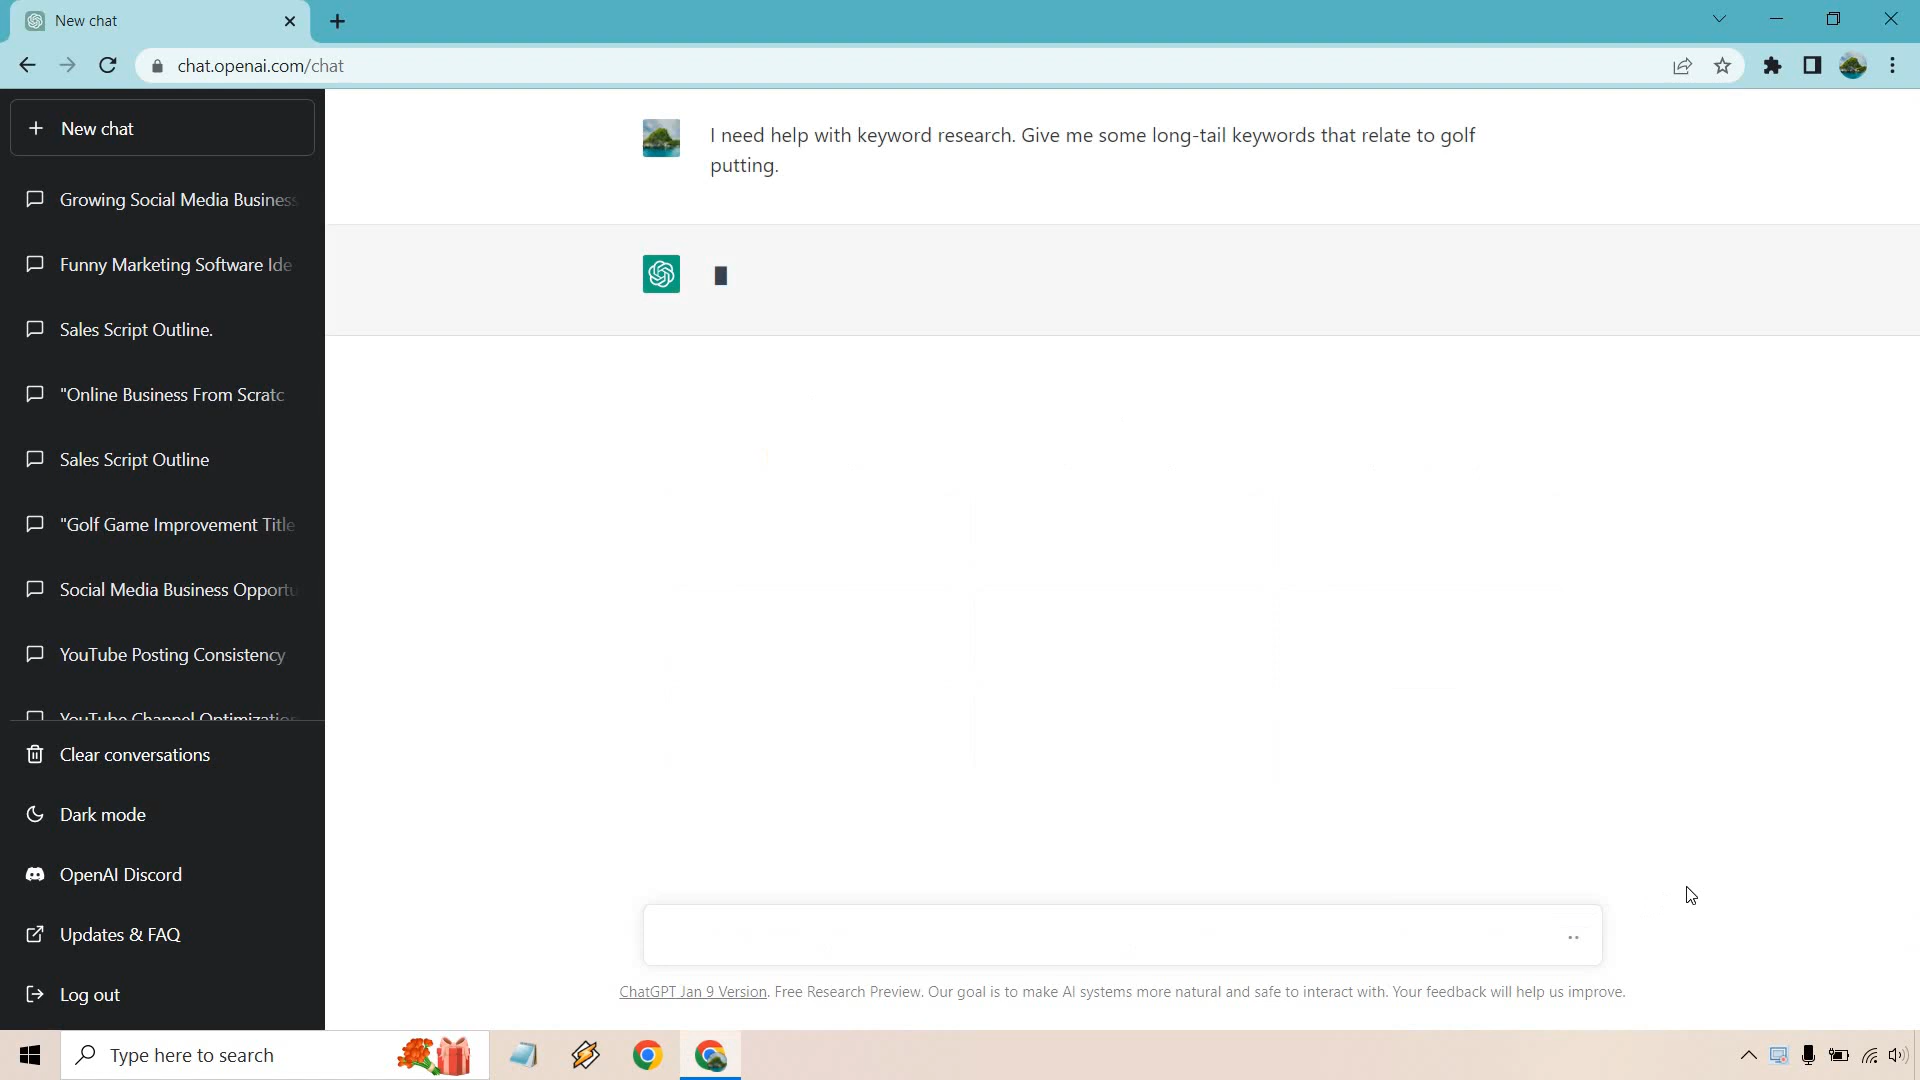 New chat
chat.openai.com/chat
New chat
Growing Social Media Business
Funny Marketing Software Ide
Sales Script Outline.
"Online Business From Scratc
Sales Script Outline
"Golf Game Improvement Title
Social Media Business Opportu
YouTube Posting Consistency
YouTube Channel Optimization
Clear conversations
Dark mode
OpenAI Discord
Updates & FAQ
Log out
I need help with keyword research. Give me some long-tail keywords that relate to golf
putting.
ChatGPT Jan 9 Version. Free Research Preview. Our goal is to make AI systems more natural and safe to interact with. Your feedback will help us improve.
Type here to search